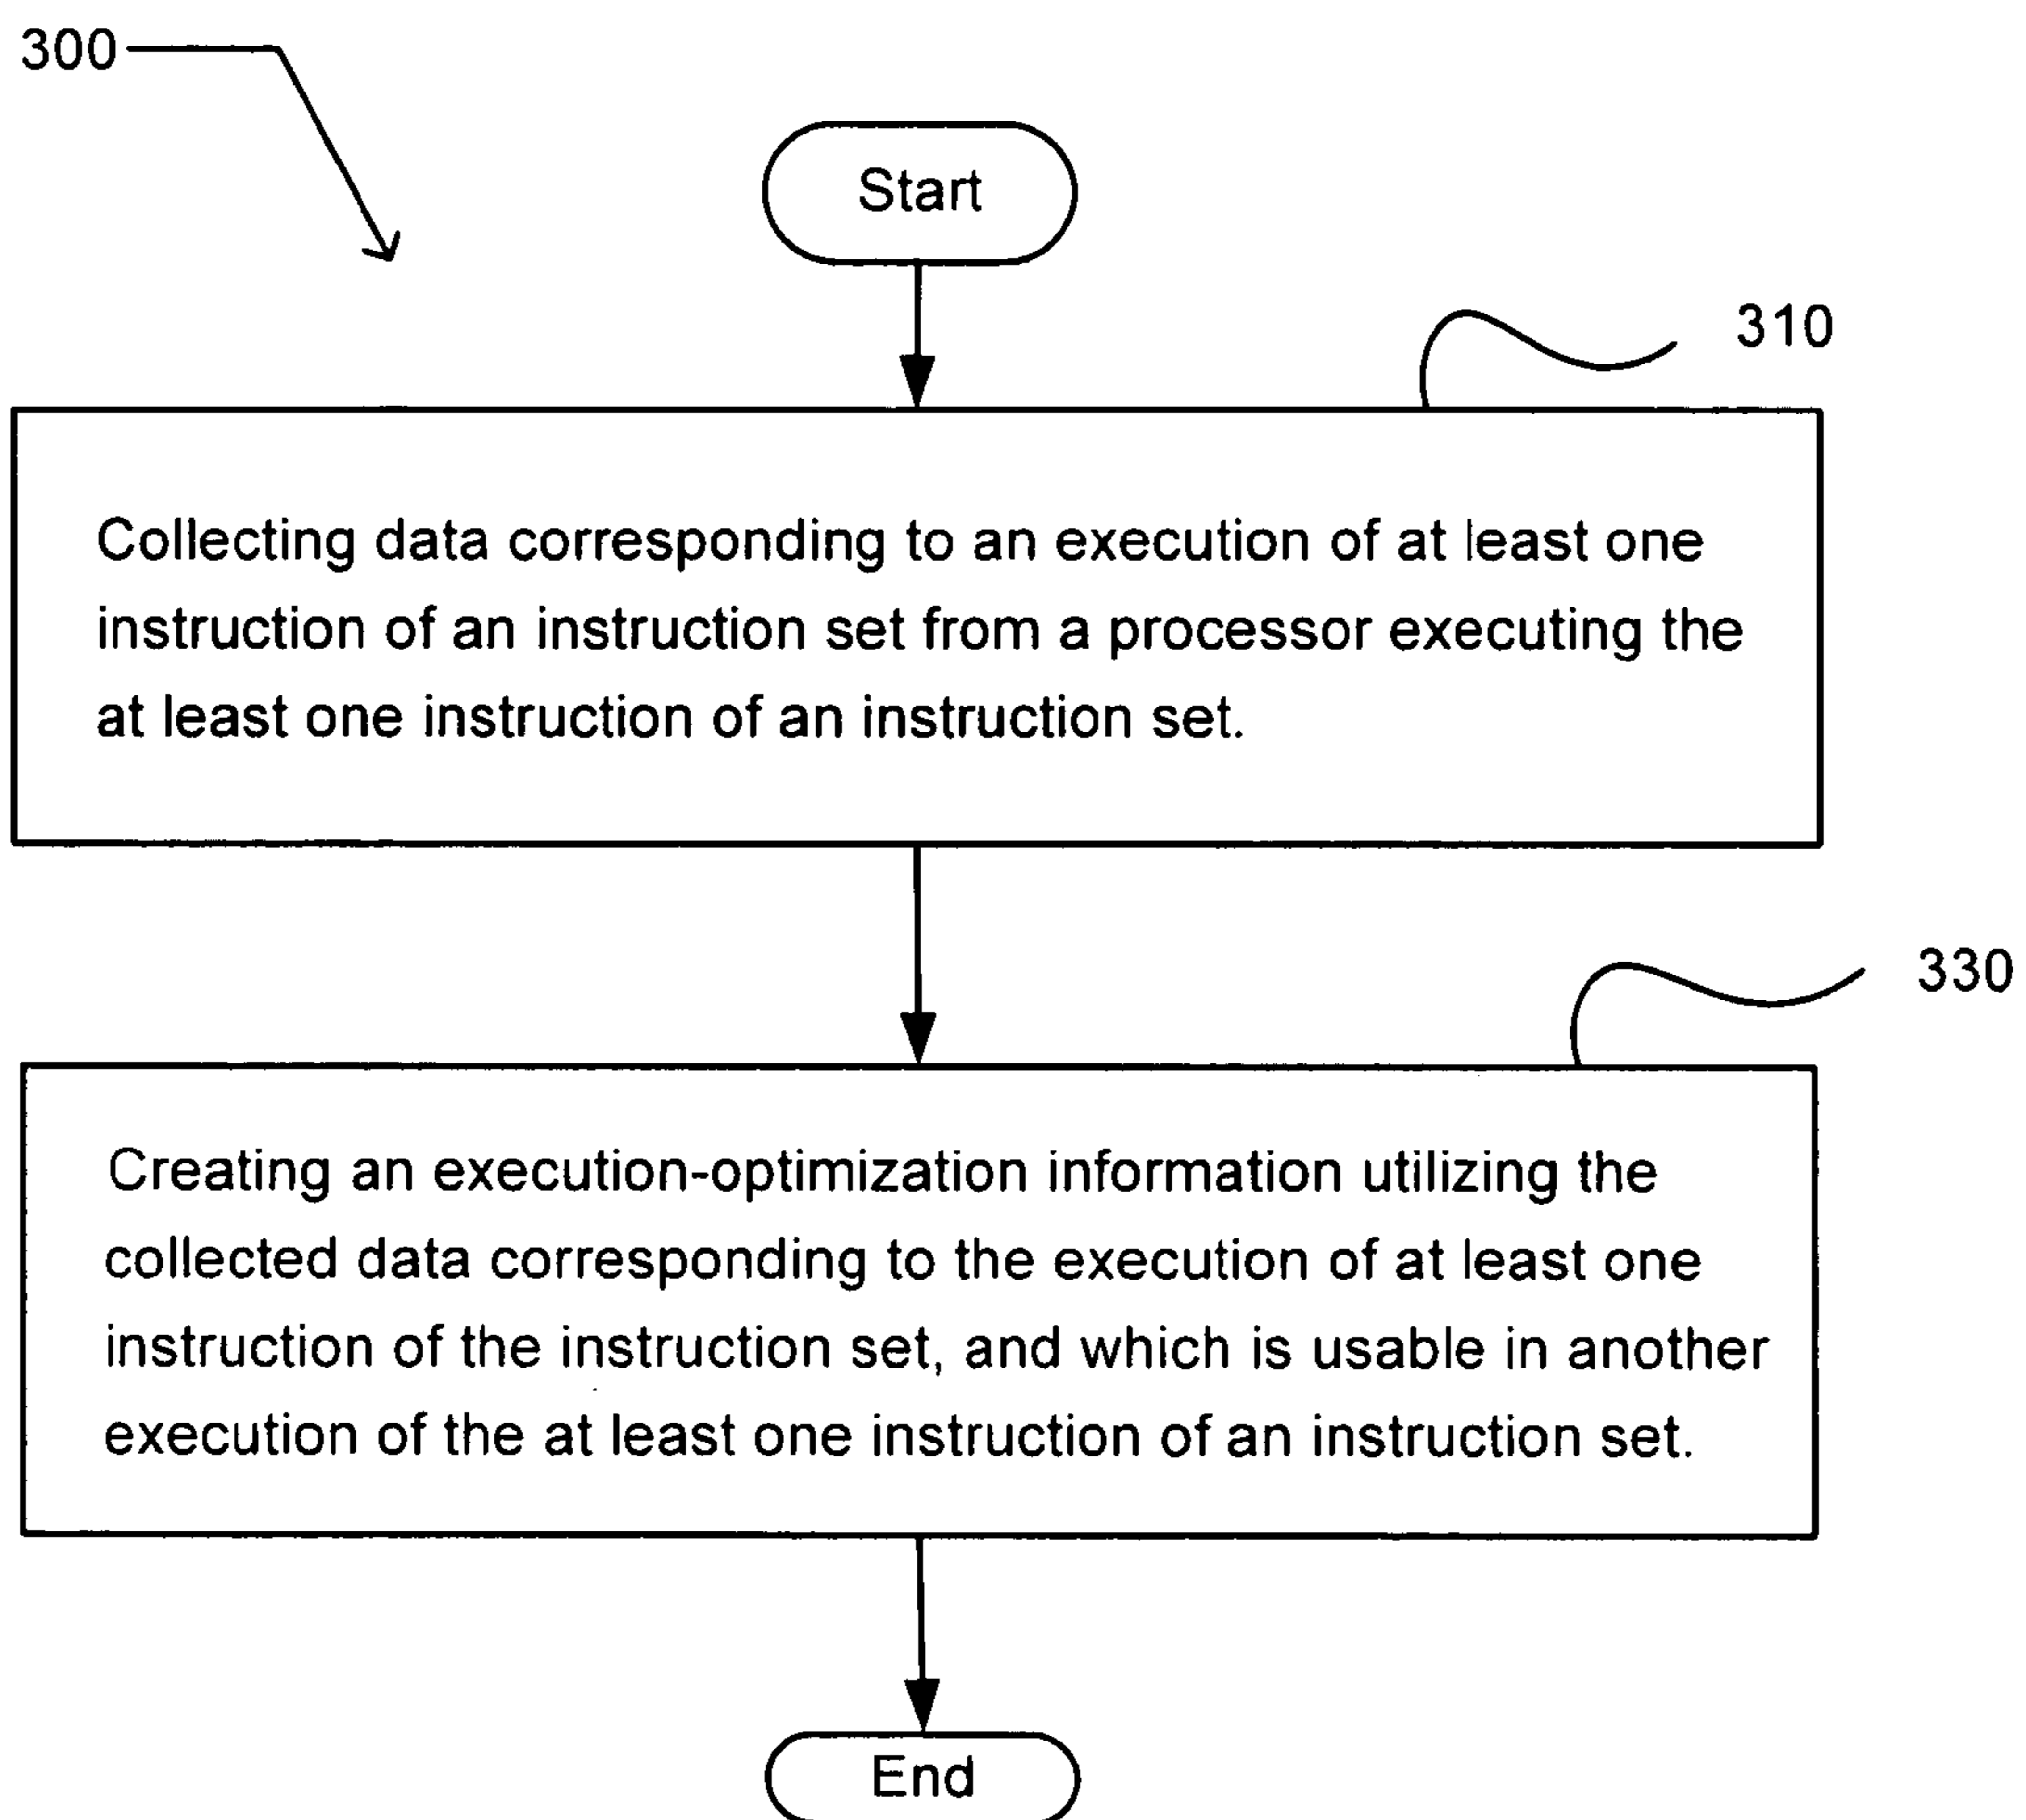 300
Start
310
Collecting data corresponding to an execution of at least one
instruction of an instruction set from a processor executing the
at least one instruction of an instruction set.
330
Creating an execution-optimization information utilizing the
collected data corresponding to the execution of at least one
instruction of the instruction set, and which is usable in another
execution of the at least one instruction of an instruction set.
End